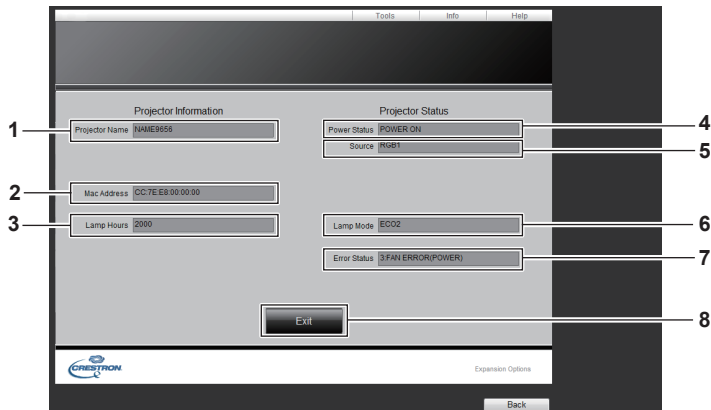 Tools Info Help
Projector Information Projector Status
1 Projector Name NAME9656 Power Status POWER ON 4
Source RGB1 5
2 Mac Address CC:7E:E8:00:00:00
3 Lamp Hours 2000 Lamp Mode ECO2 6
Error Status 3:FAN ERROR(POWER) 7
Exit 8
CRESTRON Expansion Options
Back